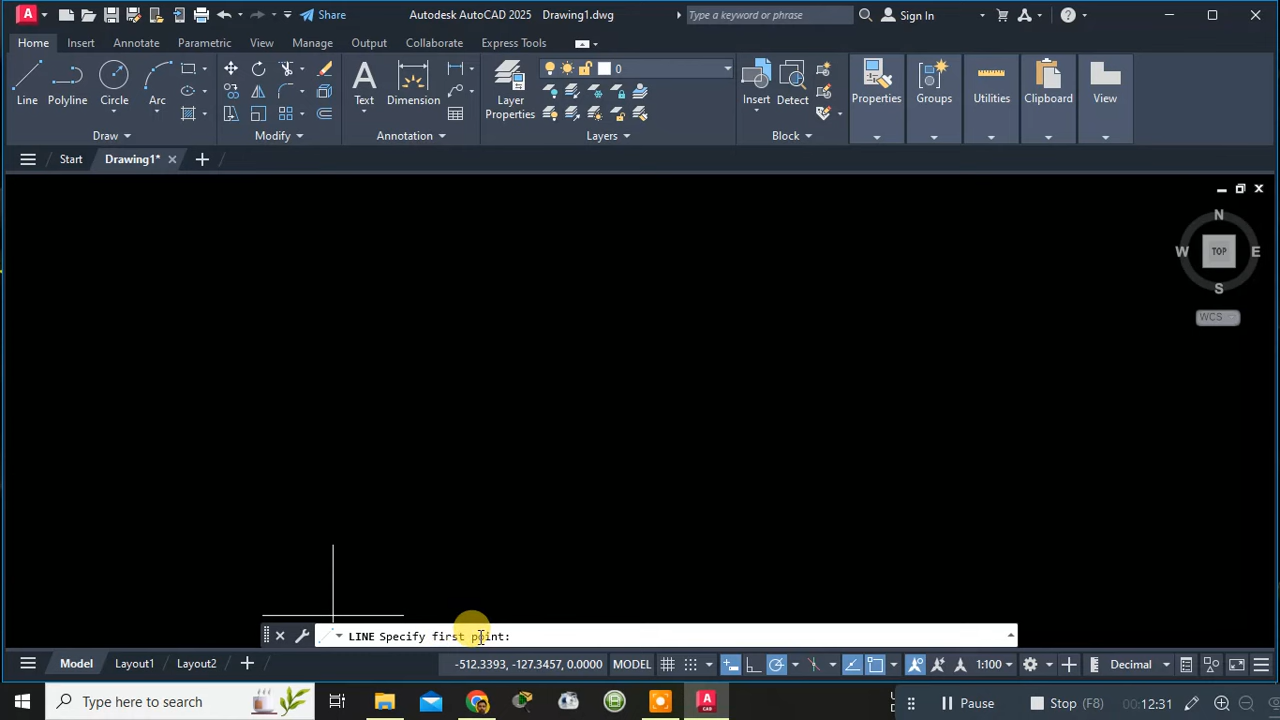 Share
Autodesk AutoCAD 2025 Drawing1.dwg
Type a keyword or phrase
Sign In
Home Insert Annotate Parametric View Manage Output Collaborate Express Tools
0
Line Polyline Circle Arc
Text Dimension
Layer Properties
Insert Detect
Properties Groups Utilities Clipboard View
Draw Modify Annotation Layers Block
Start Drawing1*
N
W TOP E
S
WCS
LINE Specify first point:
Model Layout1 Layout2
-512.3393, -127.3457, 0.0000 MODEL
1:100
Decimal
Type here to search
CAD
Pause Stop (F8) 00:12:31